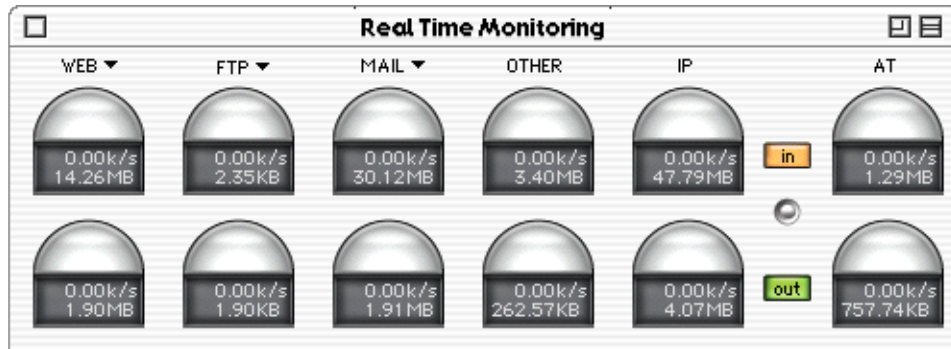 Real Time Monitoring
WEB FTP MAIL OTHER IP AT
0.00k/s 0.00k/s 0.00k/s 0.00k/s 0.00k/s in 0.00k/s
14.26MB 2.35KB 30.12MB 3.40MB 47.79MB 1.29MB
0.00k/s 0.00k/s 0.00k/s 0.00k/s 0.00k/s out 0.00k/s
1.90MB 1.90KB 1.91MB 262.57KB 4.07MB 757.74KB